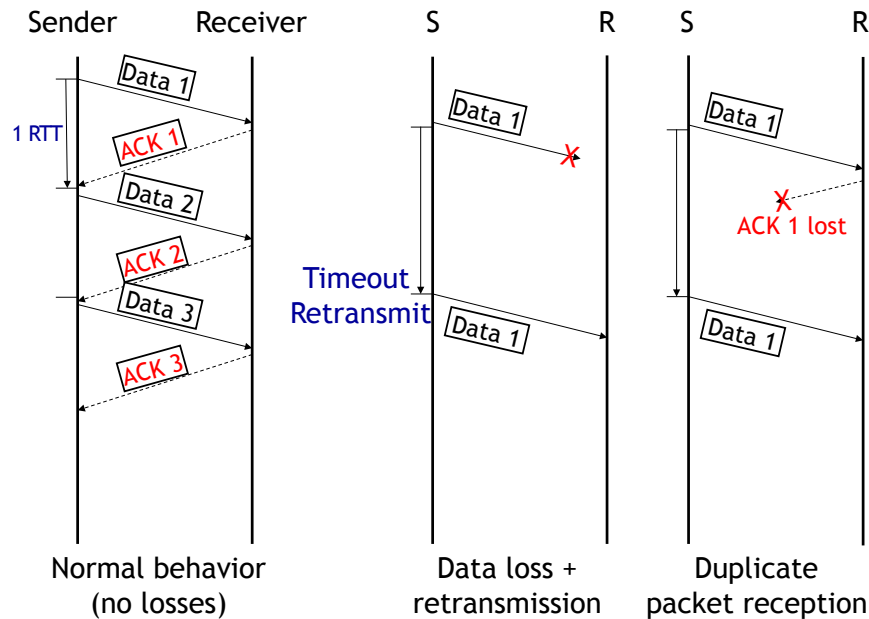 Sender
Receiver
Data 1
1 RTT
ACK 1
Data 2
ACK 2
Data 3
ACK 3
Normal behavior
(no losses)
S
R
Data 1
X
Timeout
Retransmit
Data 1
Data loss +
retransmission
S
R
Data 1
X
ACK 1 lost
Data 1
Duplicate
packet reception